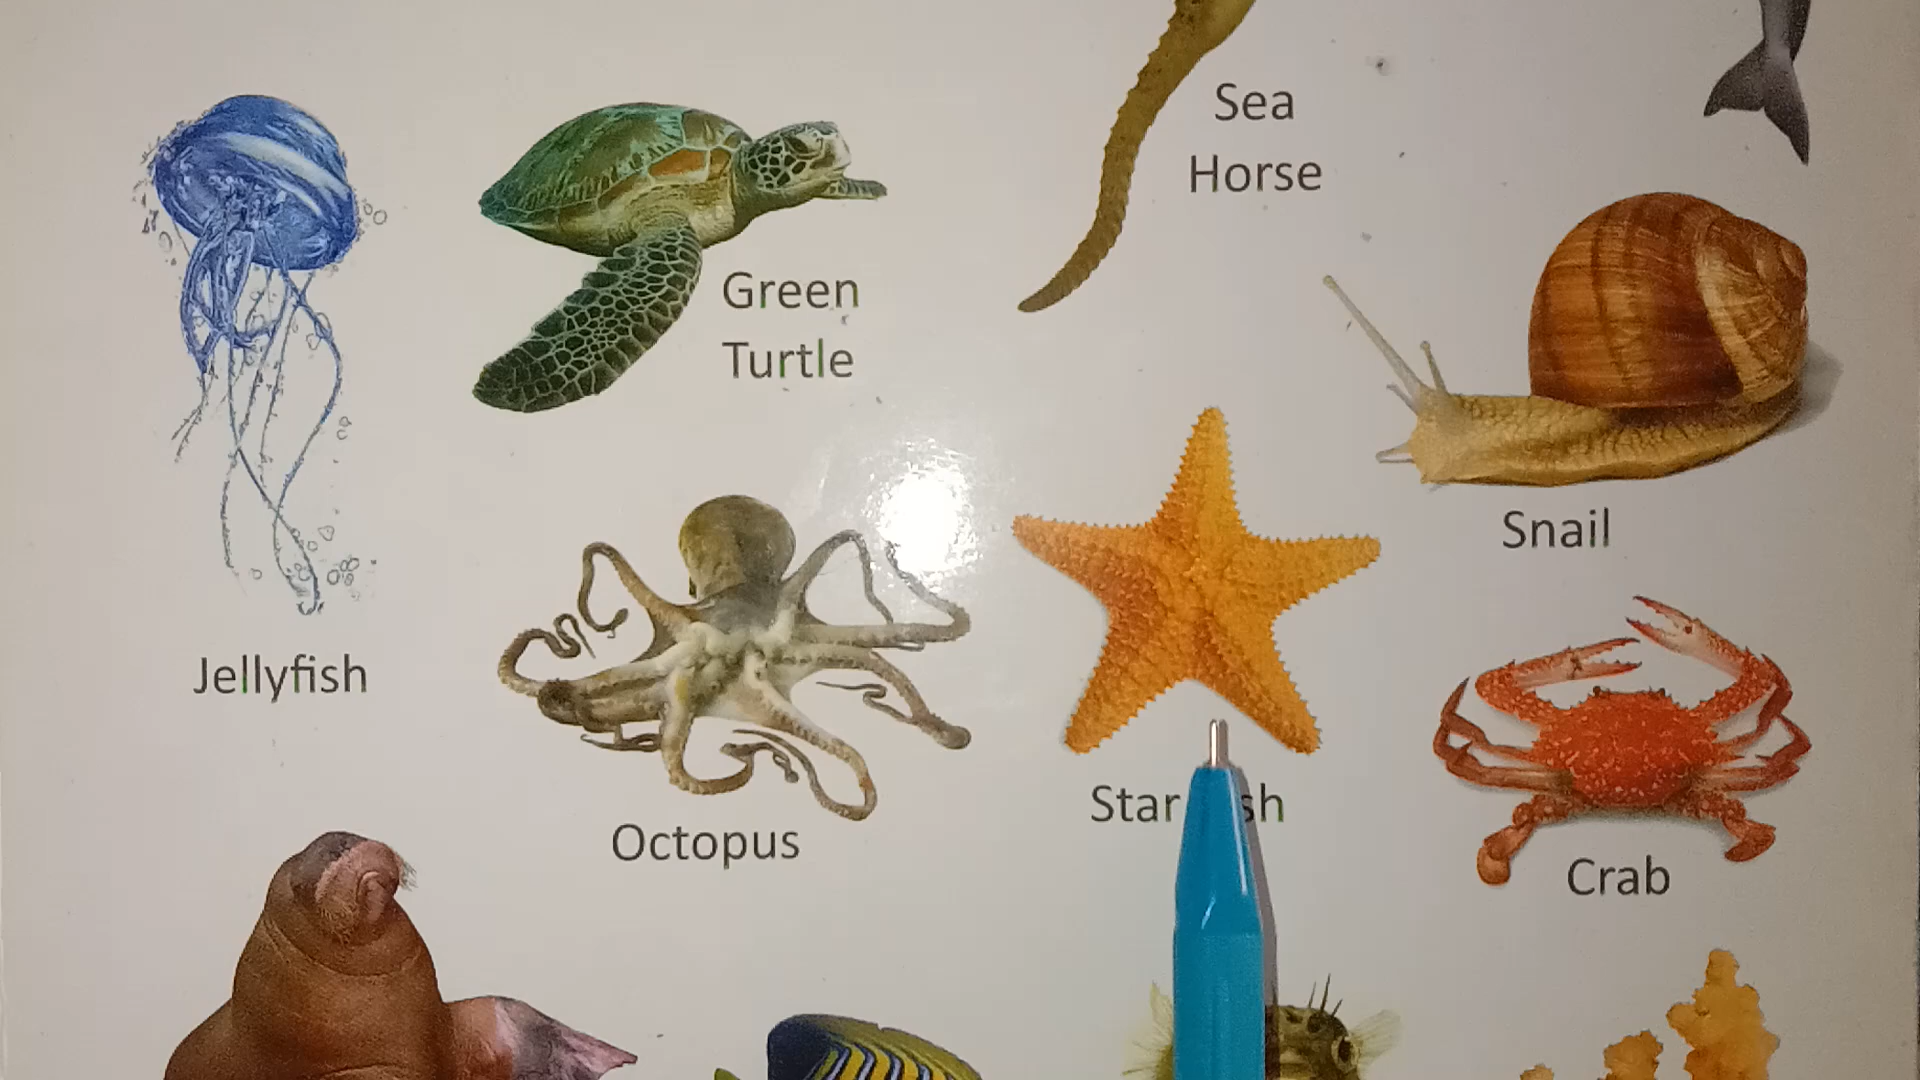 Sea
Horse
Green
Turtle
Snail
Jellyfish
Octopus
Crab